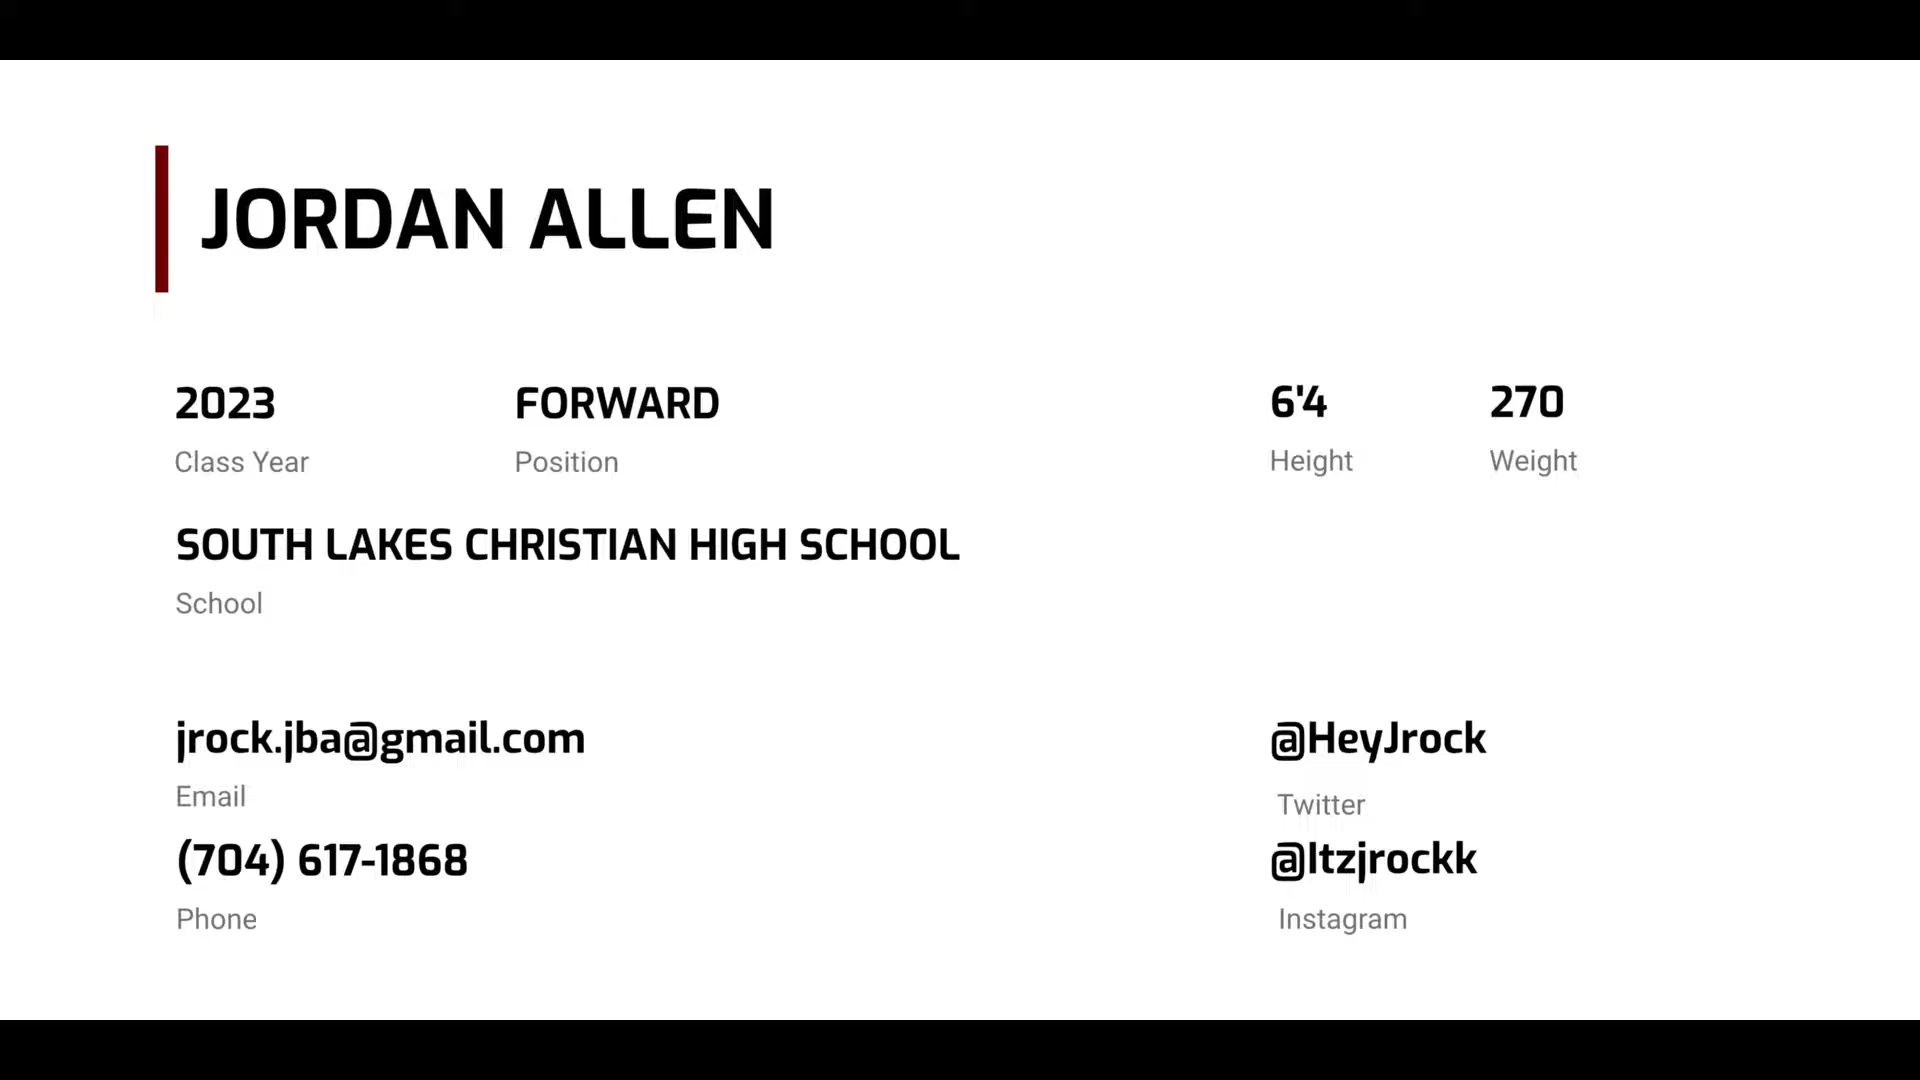 JORDAN ALLEN
2023 FORWARD 6'4 270
Class Year Position Height Weight
SOUTH LAKES CHRISTIAN HIGH SCHOOL
School
jrock.jba@gmail.com @HeyJrock
Email Twitter
(704) 617-1868 @Itzjrockk
Phone Instagram